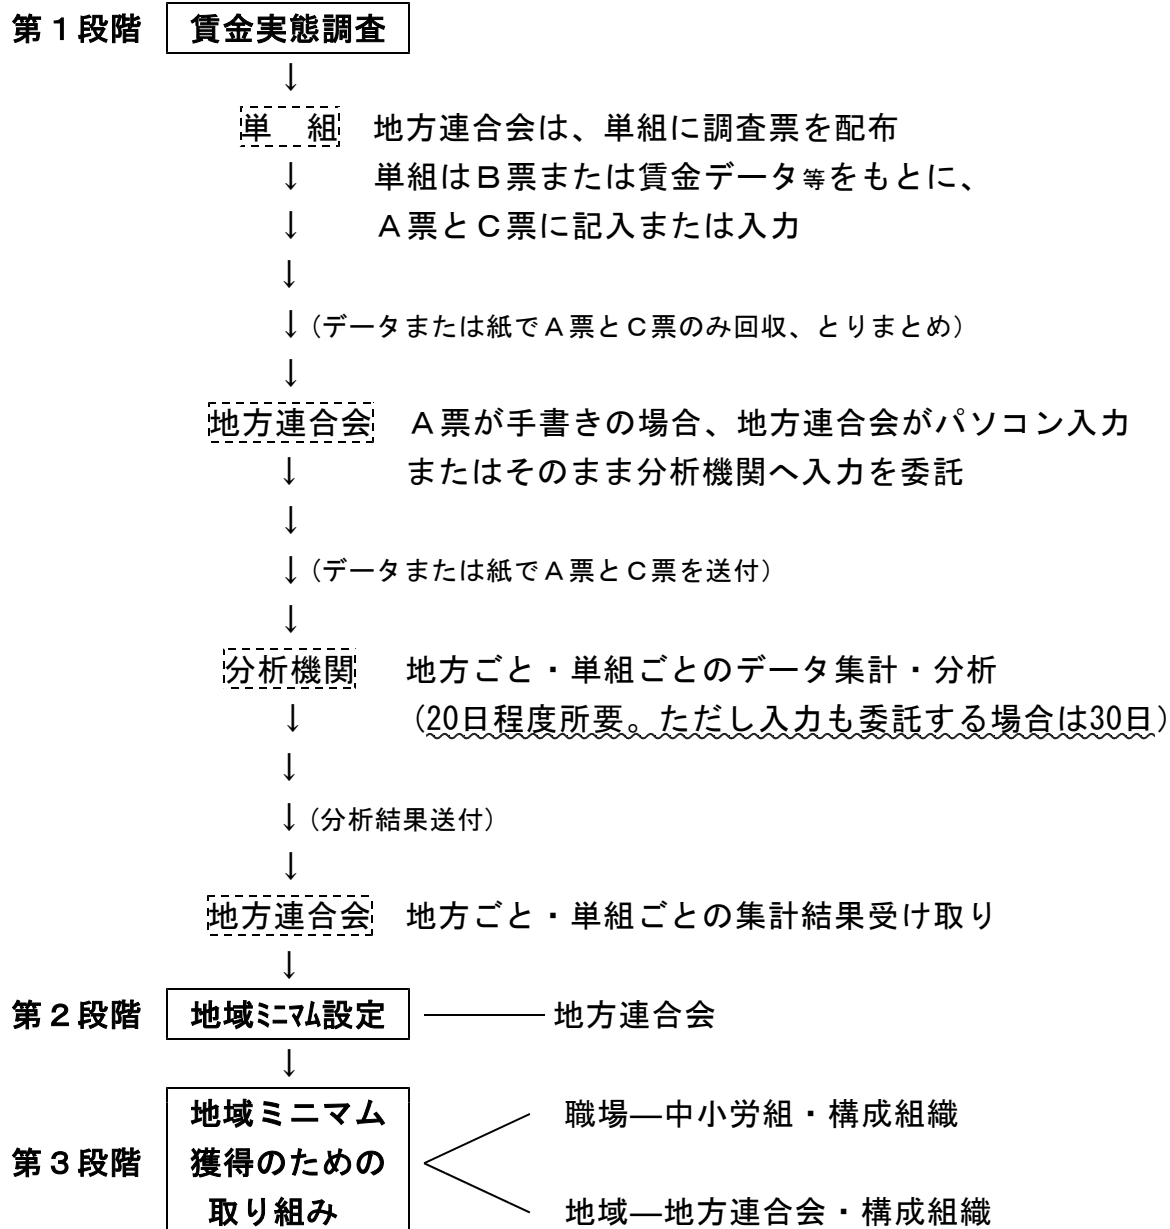 第１段階 賃金実態調査
↓
単　組 地方連合会は、単組に調査票を配布
↓ 単組はＢ票または賃金データ等をもとに、
↓ Ａ票とＣ票に記入または入力
↓
↓（データまたは紙でＡ票とＣ票のみ回収、とりまとめ）
↓
地方連合会 Ａ票が手書きの場合、地方連合会がパソコン入力
↓ またはそのまま分析機関へ入力を委託
↓
↓（データまたは紙でＡ票とＣ票を送付）
↓
分析機関 地方ごと・単組ごとのデータ集計・分析
↓ （20日程度所要。ただし入力も委託する場合は30日）
↓
↓（分析結果送付）
↓
地方連合会 地方ごと・単組ごとの集計結果受け取り
↓
第２段階 地域ﾐﾆﾏﾑ設定 地方連合会
↓
地域ミニマム 職場―中小労組・構成組織
第３段階 獲得のための
取り組み 地域―地方連合会・構成組織